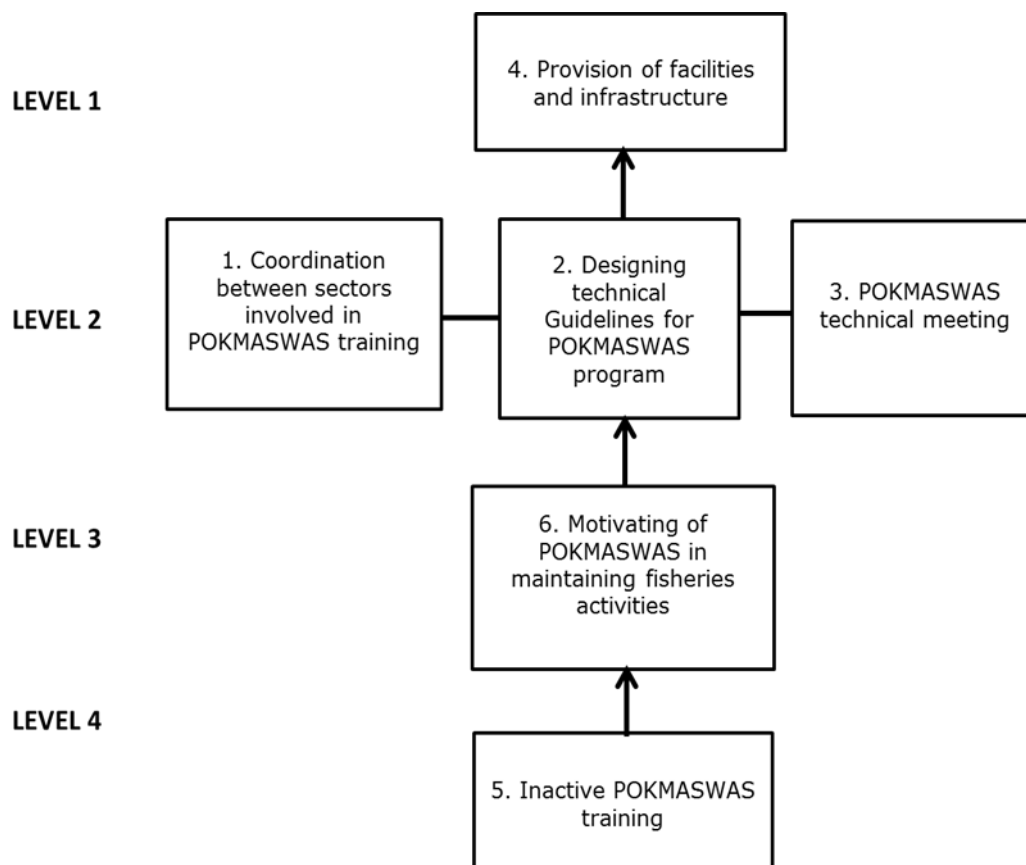 LEVEL 1
4. Provision of facilities
and infrastructure
LEVEL 2
1. Coordination
between sectors
involved in
POKMASWAS training
2. Designing
technical
Guidelines for
POKMASWAS
program
3. POKMASWAS
technical meeting
LEVEL 3
6. Motivating of
POKMASWAS in
maintaining fisheries
activities
LEVEL 4
5. Inactive POKMASWAS
training